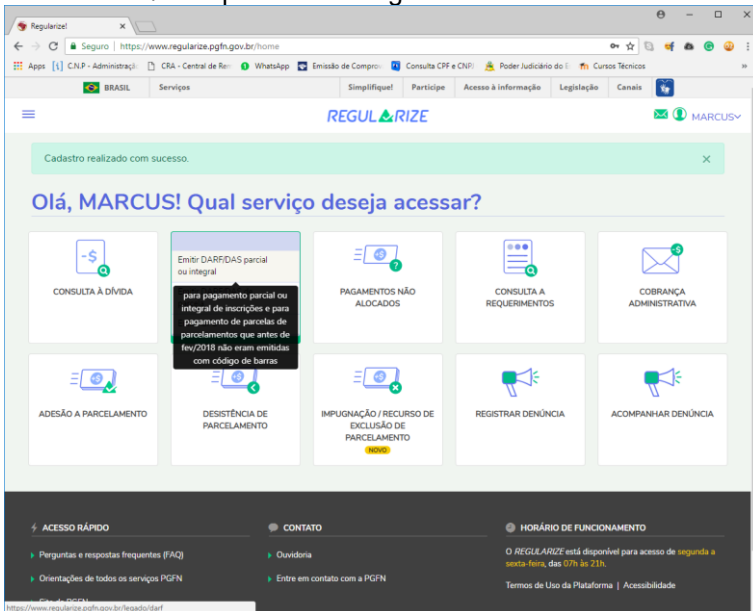 Regularize!
Seguro | https://www.regularize.pgfn.gov.br/home
Apps C.N.P - Administraçã CRA - Central de Rem WhatsApp Emissão de Compro Consulta CPF e CNPJ Poder Judiciário do E Cursos Técnicos »
BRASIL Serviços Simplifique! Participe Acesso à informação Legislação Canais
REGULARIZE MARCUS
Cadastro realizado com sucesso. ×
Olá, MARCUS! Qual serviço deseja acessar?
CONSULTA À DÍVIDA
Emitir DARF/DAS parcial
ou integral
para pagamento parcial ou
integral de inscrições e para
pagamento de parcelas de
parcelamentos que antes de
fev/2018 não eram emitidas
com código de barras
PAGAMENTOS NÃO
ALOCADOS
CONSULTA A
REQUERIMENTOS
COBRANÇA
ADMINISTRATIVA
ADESÃO A PARCELAMENTO
DESISTÊNCIA DE
PARCELAMENTO
IMPUGNAÇÃO / RECURSO DE
EXCLUSÃO DE
PARCELAMENTO
NOVO
REGISTRAR DENÚNCIA
ACOMPANHAR DENÚNCIA
ACESSO RÁPIDO
Perguntas e respostas frequentes (FAQ)
Orientações de todos os serviços PGFN
CONTATO
Ouvidoria
Entre em contato com a PGFN
HORÁRIO DE FUNCIONAMENTO
O REGULARIZE está disponível para acesso de segunda a
sexta-feira, das 07h às 21h.
Termos de Uso da Plataforma | Acessibilidade
https://www.regularize.pgfn.gov.br/legado/darf